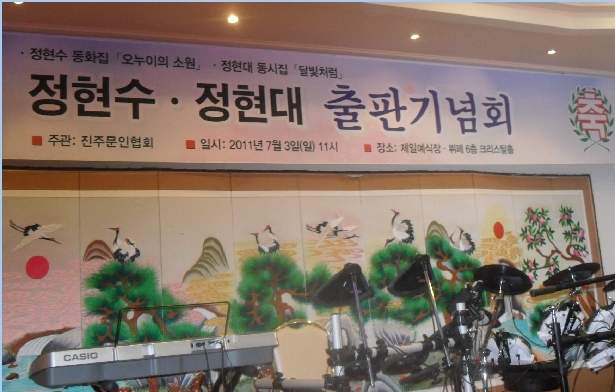 · 정현수 동화집 「오누이의 소원」 · 정현대 동시집 「달빛처럼」
정현수 · 정현대 출판기념회
축
■ 주관: 진주문인협회 ■ 일시: 2011년 7월 3일(일) 11시 ■ 장소: 제일예식장 · 뷔페 6층 크리스탈홀
CASIO